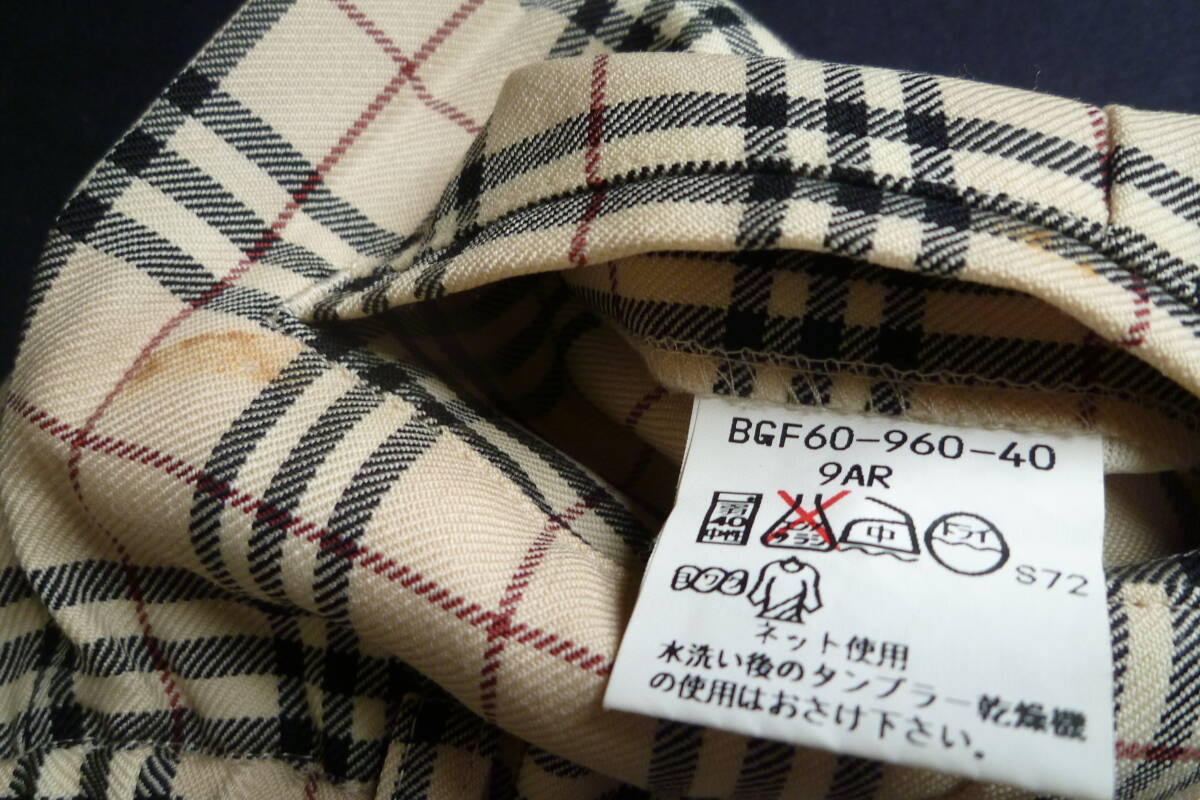 BGF60-960-40
9AR
弱
40
中
ドライ
S72
ネット使用
水洗い後のタンブラー乾燥機
の使用はおさけ下さい。